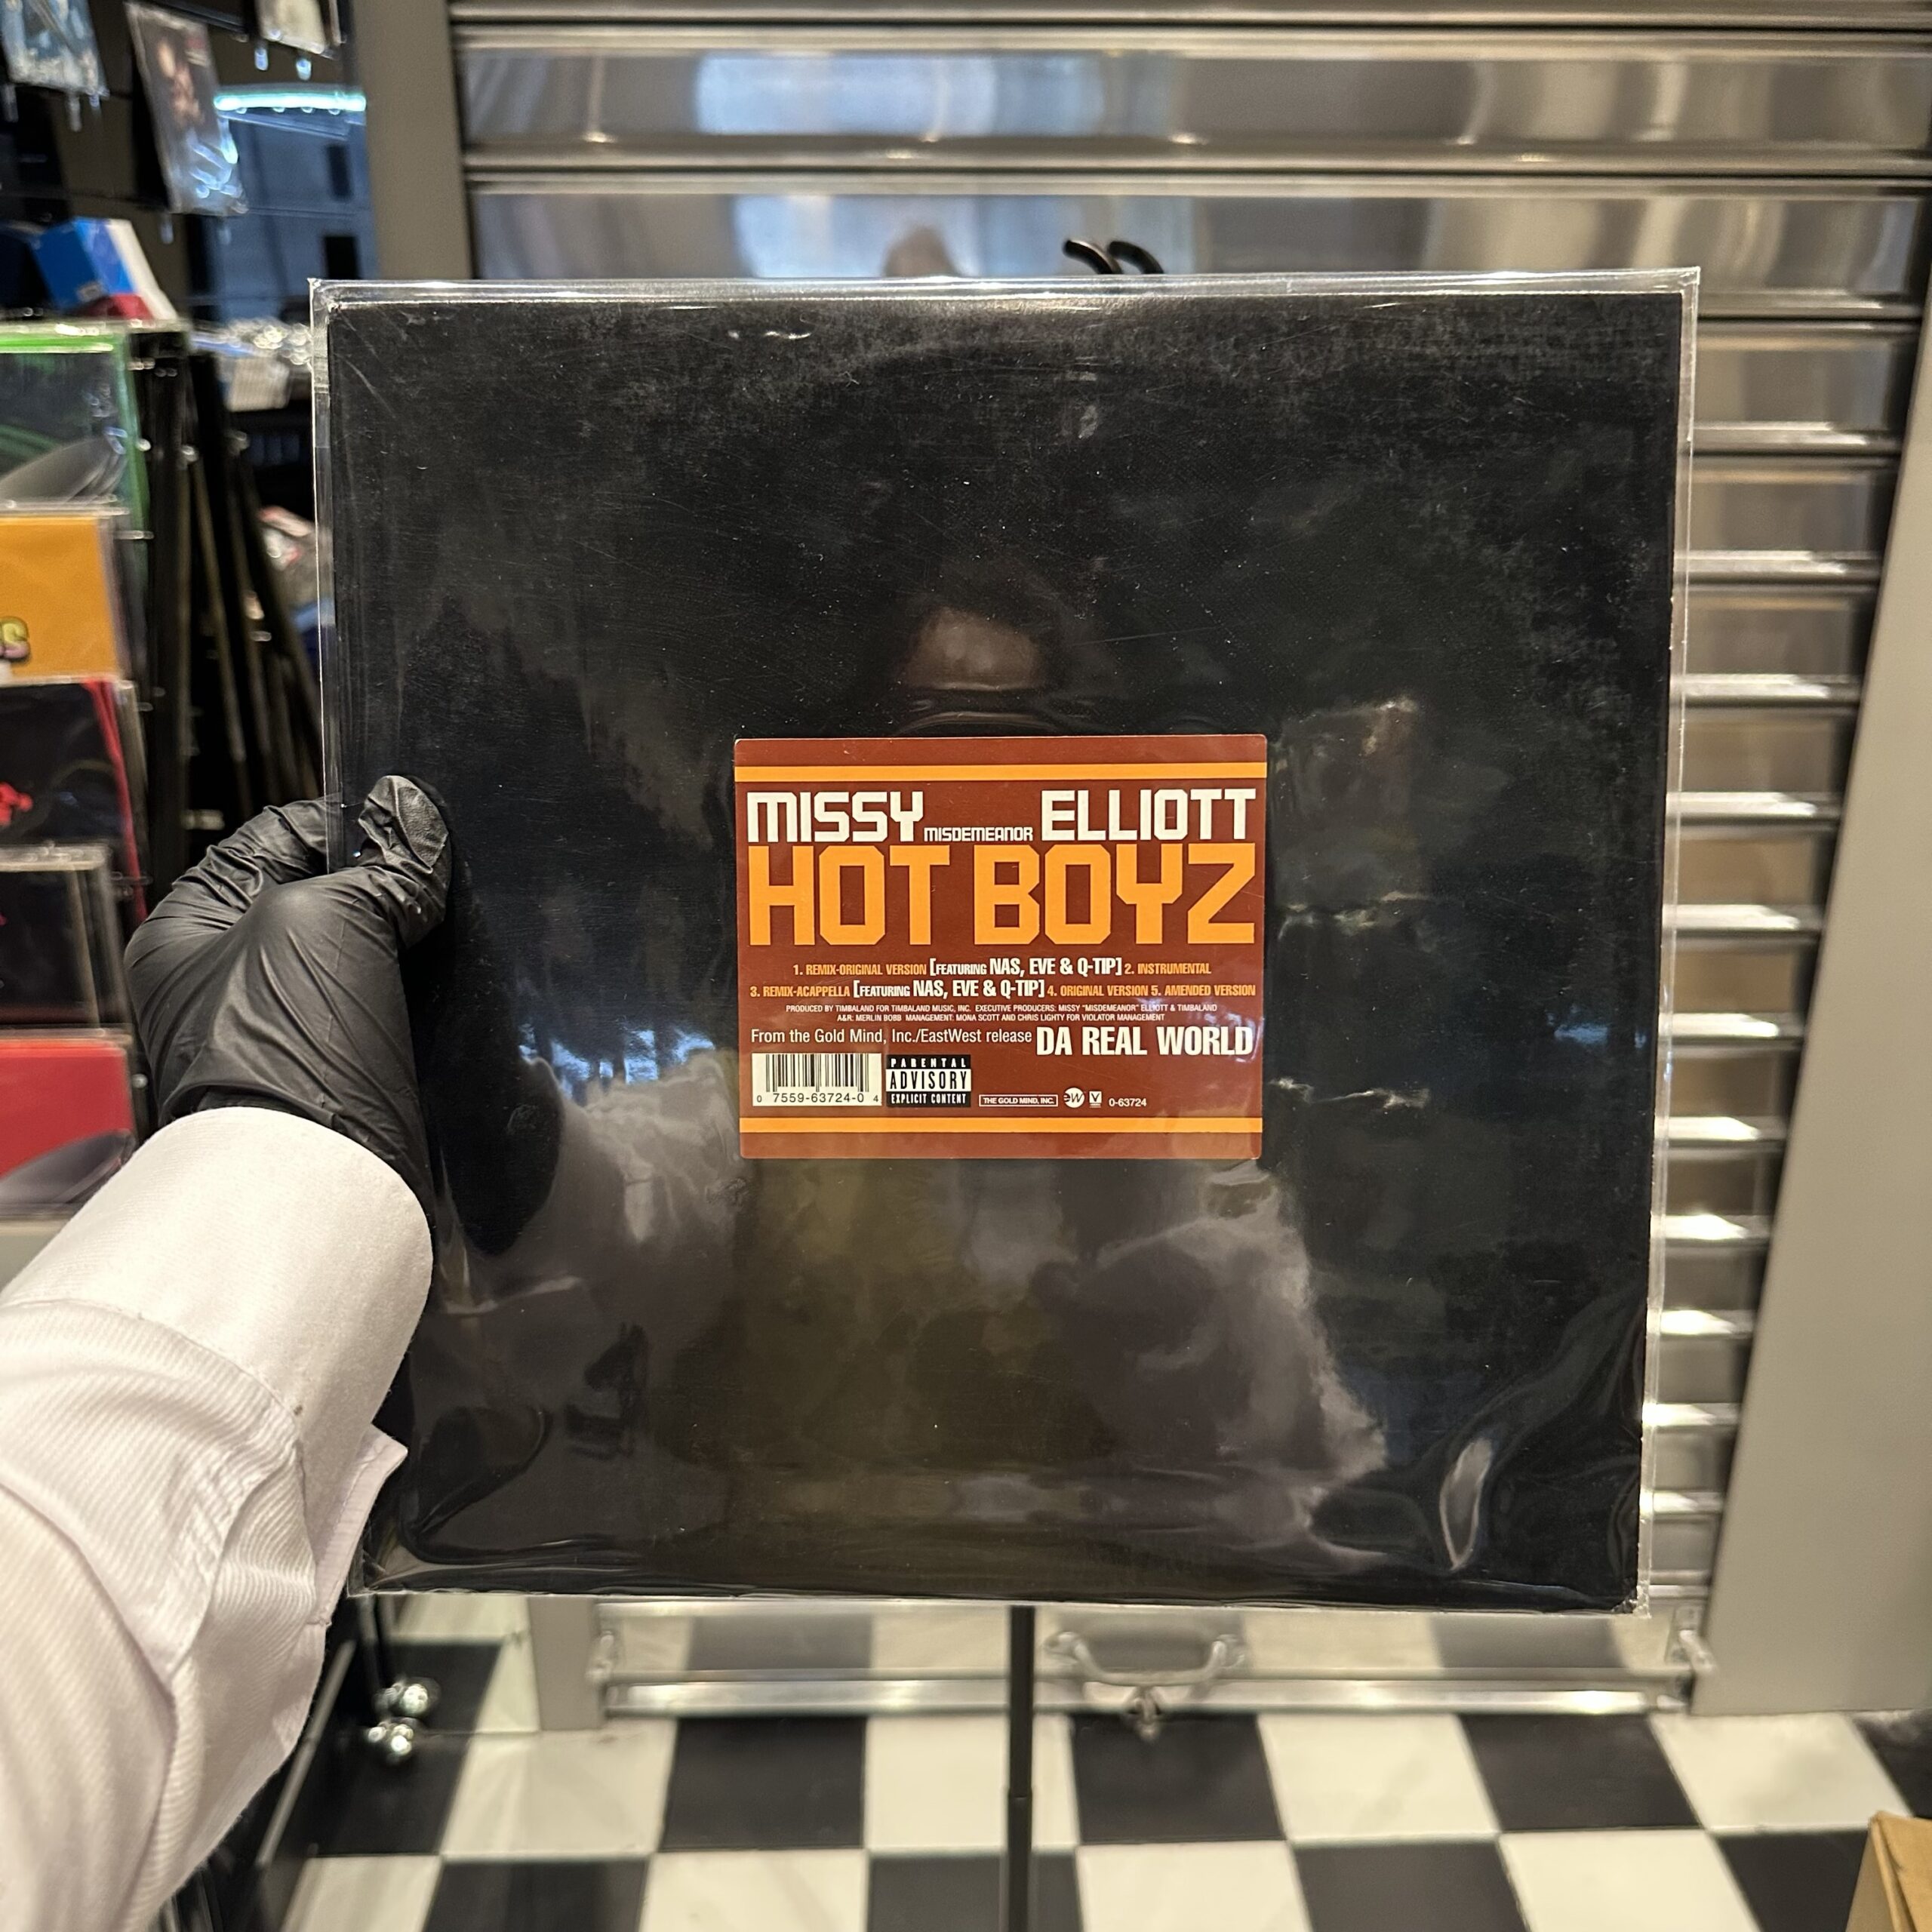 MISSY MISDEMEANOR ELLIOTT
HOT BOYZ
1. REMIX-ORIGINAL VERSION [FEATURING NAS, EVE & Q-TIP] 2. INSTRUMENTAL
3. REMIX-ACAPPELLA [FEATURING NAS, EVE & Q-TIP] 4. ORIGINAL VERSION 5. AMENDED VERSION
PRODUCED BY TIMBALAND FOR TIMBALAND MUSIC, INC. EXECUTIVE PRODUCERS: MISSY "MISDEMEANOR" ELLIOTT & TIMBALAND
A&R: MERLIN BOBB MANAGEMENT: MONA SCOTT AND CHRIS LIGHTY FOR VIOLATOR MANAGEMENT
From the Gold Mind, Inc./EastWest release DA REAL WORLD
0 7559-63724-0 4
PARENTAL
ADVISORY
EXPLICIT CONTENT
THE GOLD MIND, INC. ew V 0-63724